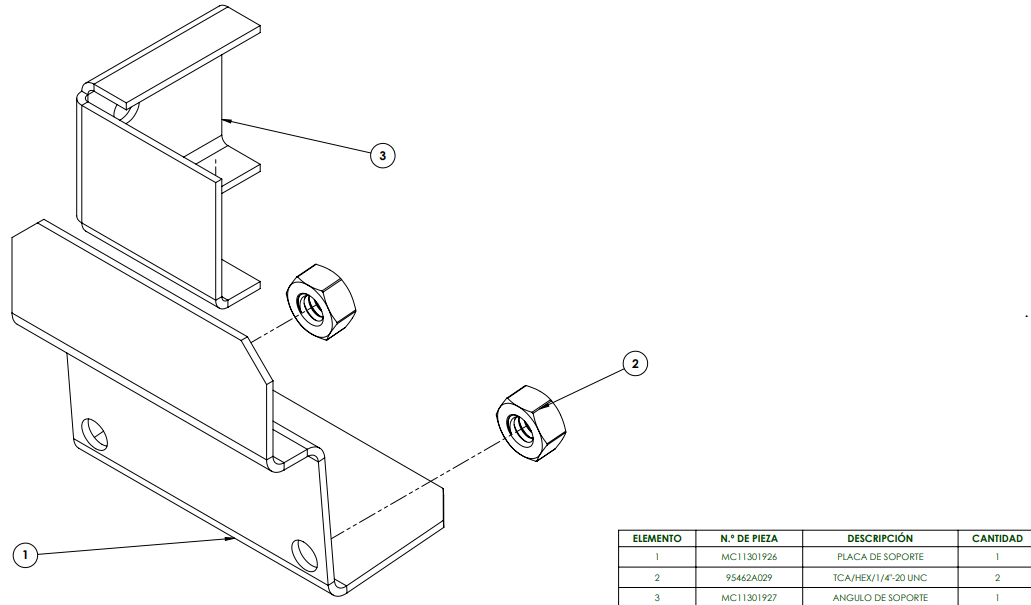 3
2
1
ELEMENTO N.º DE PIEZA DESCRIPCIÓN CANTIDAD
1 MC11301926 PLACA DE SOPORTE 1
2 95462A029 TCA/HEX/1/4"-20 UNC 2
3 MC11301927 ANGULO DE SOPORTE 1